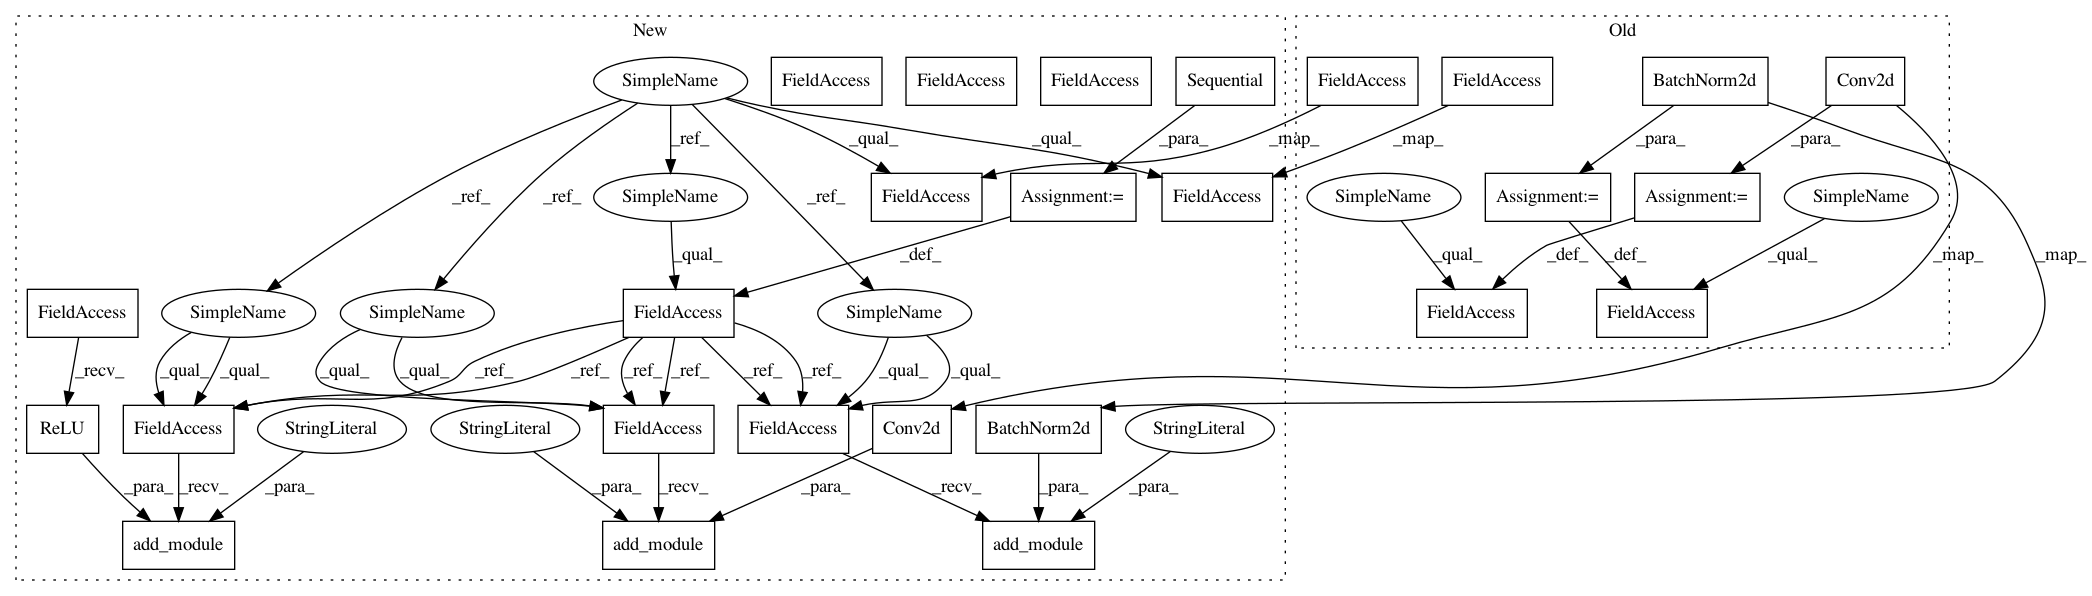 New
Old
SimpleName
FieldAccess
FieldAccess
FieldAccess
Sequential
FieldAccess
FieldAccess
BatchNorm2d
Conv2d
_ref_
_qual_
_qual_
_para_
_map_
_map_
_para_
_para_
_ref_
_ref_
SimpleName
_ref_
FieldAccess
Assignment:=
FieldAccess
SimpleName
Assignment:=
Assignment:=
SimpleName
_qual_
_def_
_qual_
_def_
_def_
_qual_
_map_
_map_
FieldAccess
SimpleName
SimpleName
FieldAccess
SimpleName
FieldAccess
FieldAccess
_recv_
_qual_
_qual_
_qual_
_qual_
_ref_
_ref_
_ref_
_ref_
_ref_
_ref_
_qual_
_qual_
ReLU
FieldAccess
StringLiteral
StringLiteral
FieldAccess
FieldAccess
Conv2d
BatchNorm2d
StringLiteral
_para_
_recv_
_para_
_para_
_recv_
_para_
_recv_
_para_
_para_
add_module
add_module
add_module